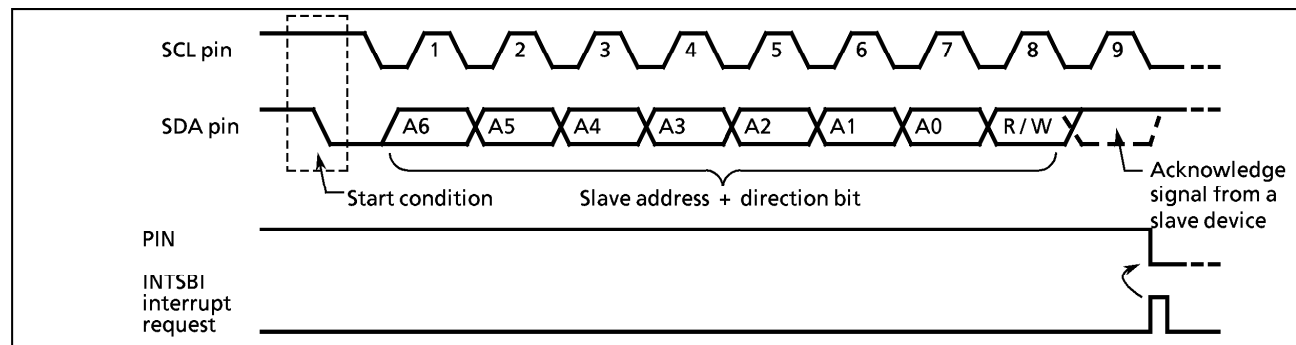 SCL pin
1 2 3 4 5 6 7 8 9
SDA pin
A6 A5 A4 A3 A2 A1 A0 R / W
Start condition
Slave address + direction bit
Acknowledge
signal from a
slave device
PIN
INTSBI
interrupt
request